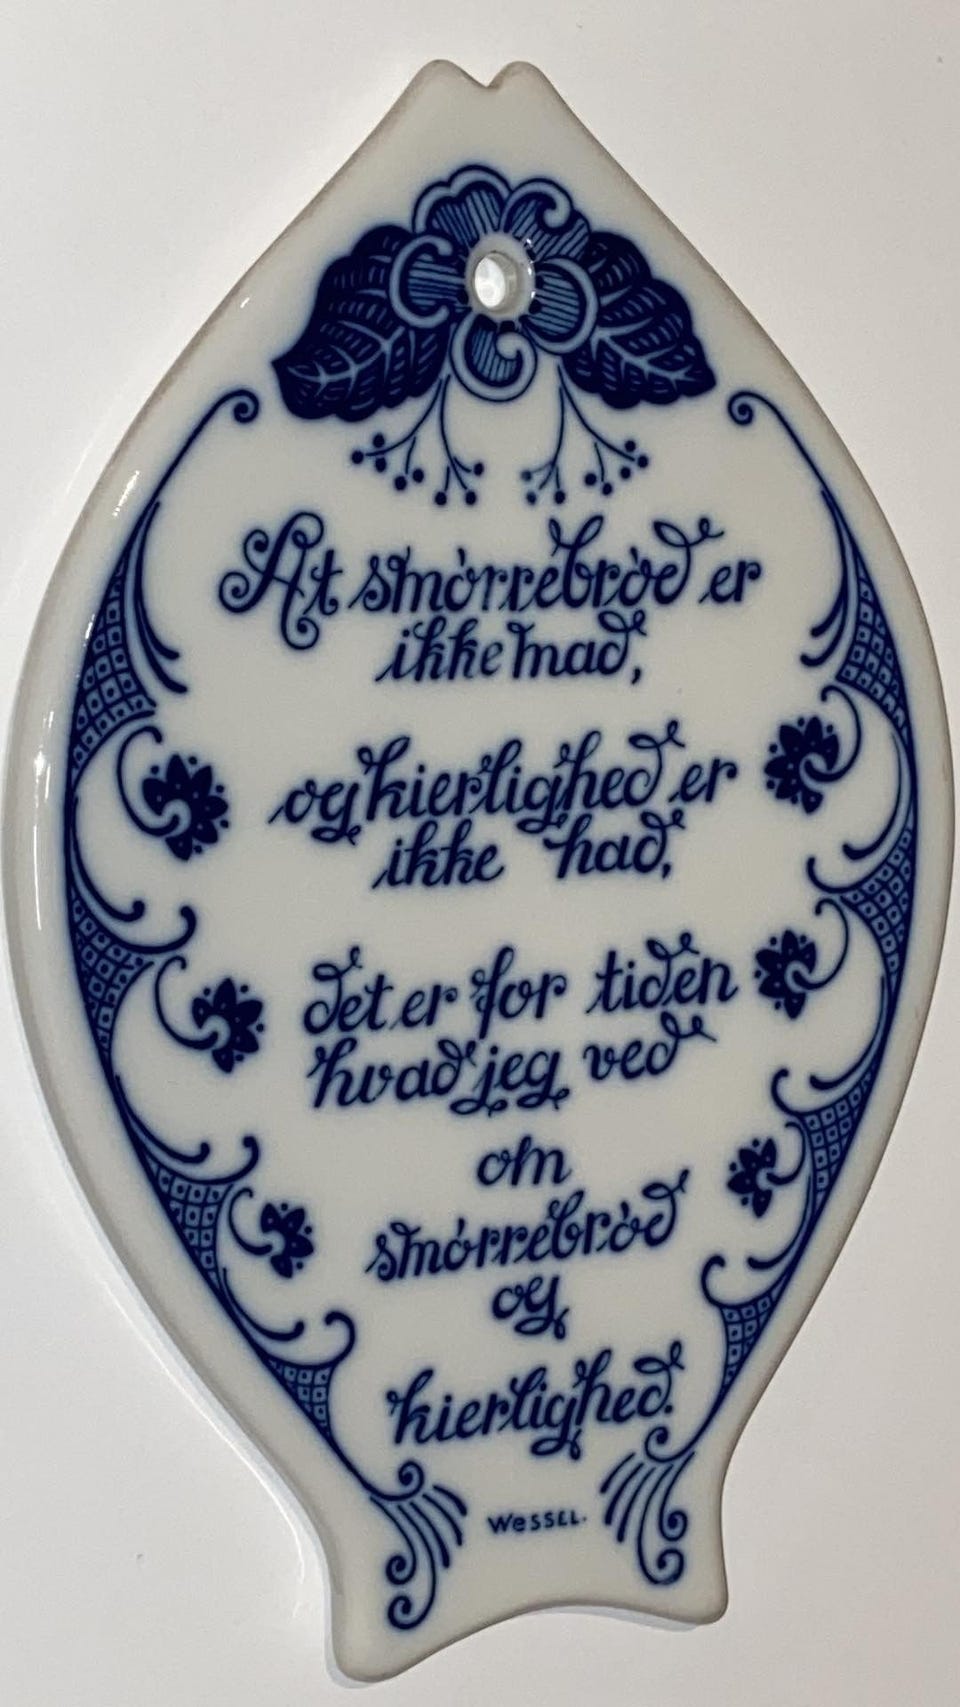 At smørrebrød er
ikke mad,
og kierlighed er
ikke had,
det er for tiden
hvad jeg ved
om
smørrebrød
og
kierlighed.
WeSSEL.